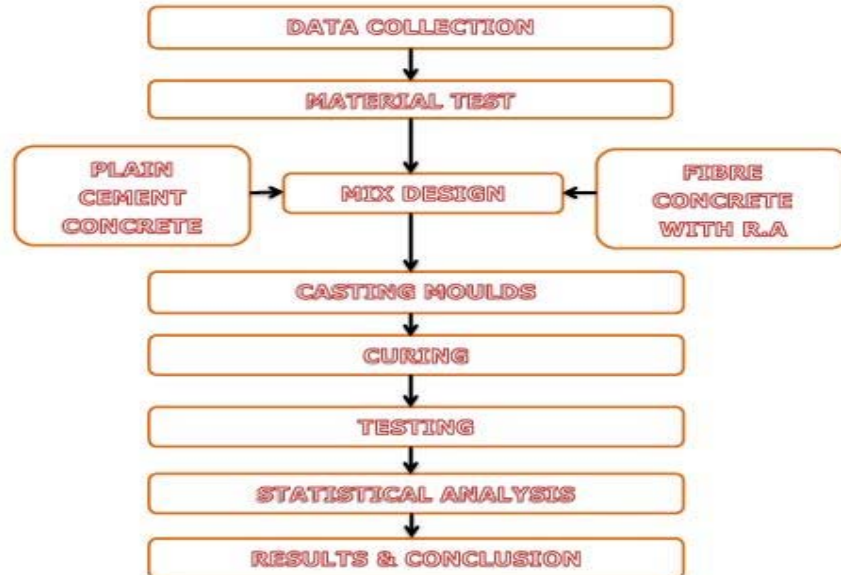 DATA COLLECTION
MATERIAL TEST
PLAIN
CEMENT
CONCRETE
MIX DESIGN
FIBRE
CONCRETE
WITH R.A
CASTING MOULDS
CURING
TESTING
STATISTICAL ANALYSIS
RESULTS & CONCLUSION